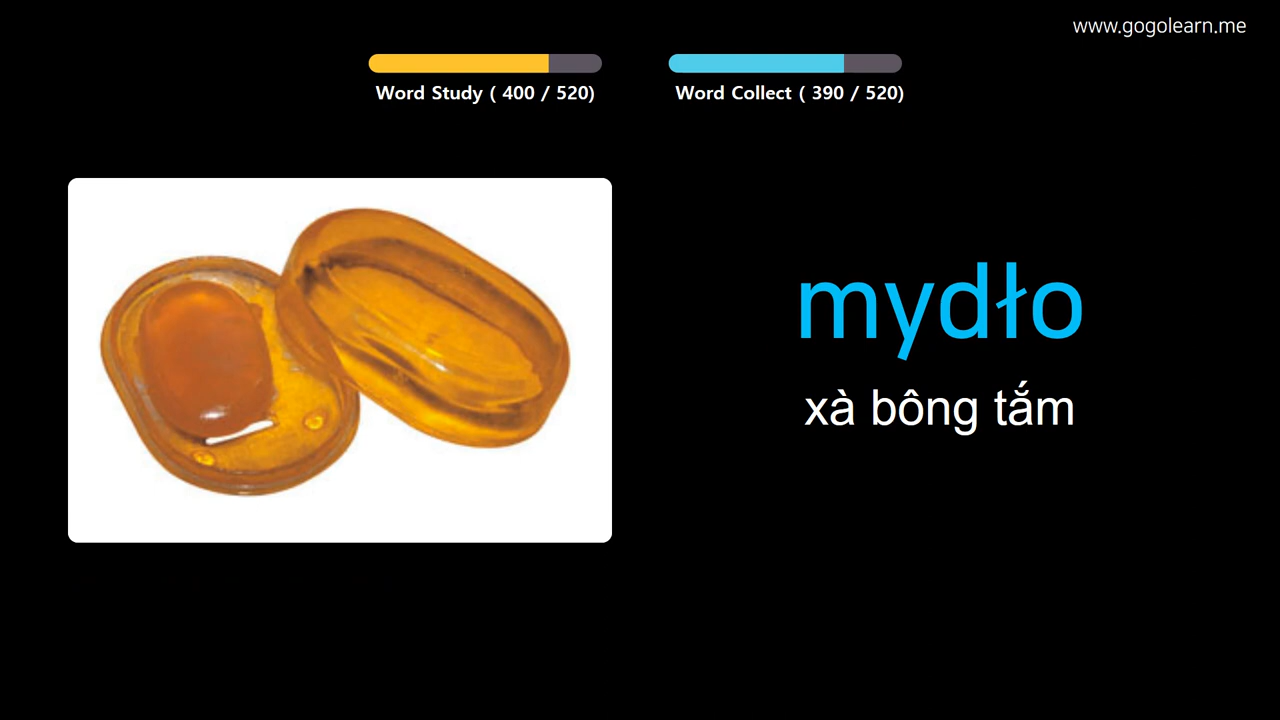 www.gogolearn.me
Word Study ( 400 / 520)
Word Collect ( 390 / 520)
mydło
xà bông tắm